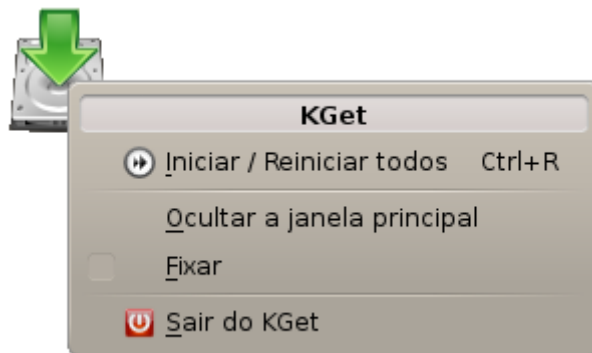 KGet
Iniciar / Reiniciar todos Ctrl+R
Ocultar a janela principal
Fixar
Sair do KGet